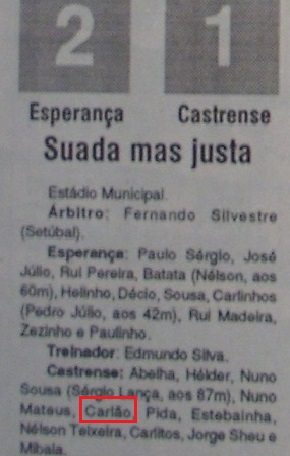 2 1
Esperança Castrense
Suada mas justa
Estádio Municipal.
Árbitro: Fernando Silvestre
(Setúbal).
Esperança: Paulo Sérgio, José
Júlio, Rui Pereira, Batata (Nélson, aos
60m), Helinho, Décio, Sousa, Carlinhos
(Pedro Júlio, aos 42m), Rui Madeira,
Zezinho e Paulinho.
Treinador: Edmundo Silva.
Castrense: Abelha, Hélder, Nuno
Sousa (Sérgio Lança, aos 87m), Nuno
Mateus, Carlão, Pida, Estebainha,
Nélson Teixeira, Carlitos, Jorge Sheu e
Mibala.